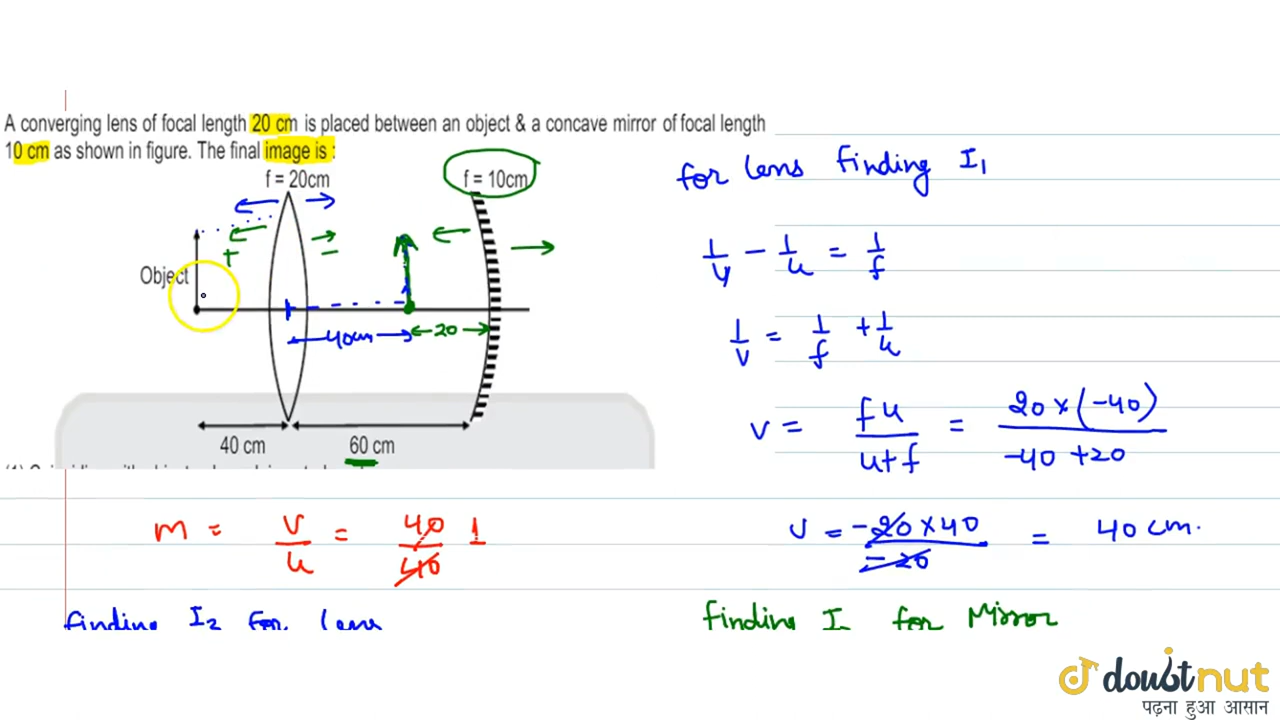 A converging lens of focal length 20 cm is placed between an object & a concave mirror of focal length
10 cm as shown in figure. The final image is :
f = 20cm
f = 10cm
+
−
Object
40cm
20
40 cm
60 cm
m = v/u = 40/40 1
finding I2 for lens
for lens finding I1
1/v − 1/u = 1/f
1/v = 1/f + 1/u
v = fu/u+f = 20×(-40)/-40+20
v = -20×40/-20 = 40 cm.
finding I for Mirror
doubtnut
पढ़ना हुआ आसान